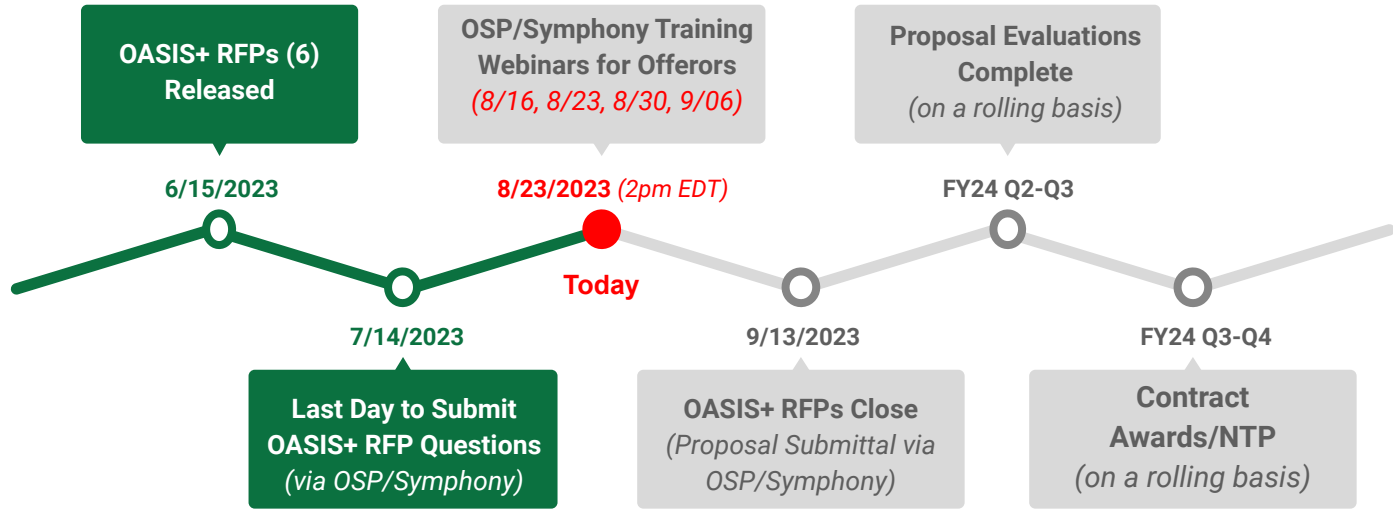 OASIS+ RFPs (6)
Released
6/15/2023
7/14/2023
Last Day to Submit
OASIS+ RFP Questions
(via OSP/Symphony)
OSP/Symphony Training
Webinars for Offerors
(8/16, 8/23, 8/30, 9/06)
8/23/2023 (2pm EDT)
Today
9/13/2023
OASIS+ RFPs Close
(Proposal Submittal via
OSP/Symphony)
Proposal Evaluations
Complete
(on a rolling basis)
FY24 Q2-Q3
FY24 Q3-Q4
Contract
Awards/NTP
(on a rolling basis)